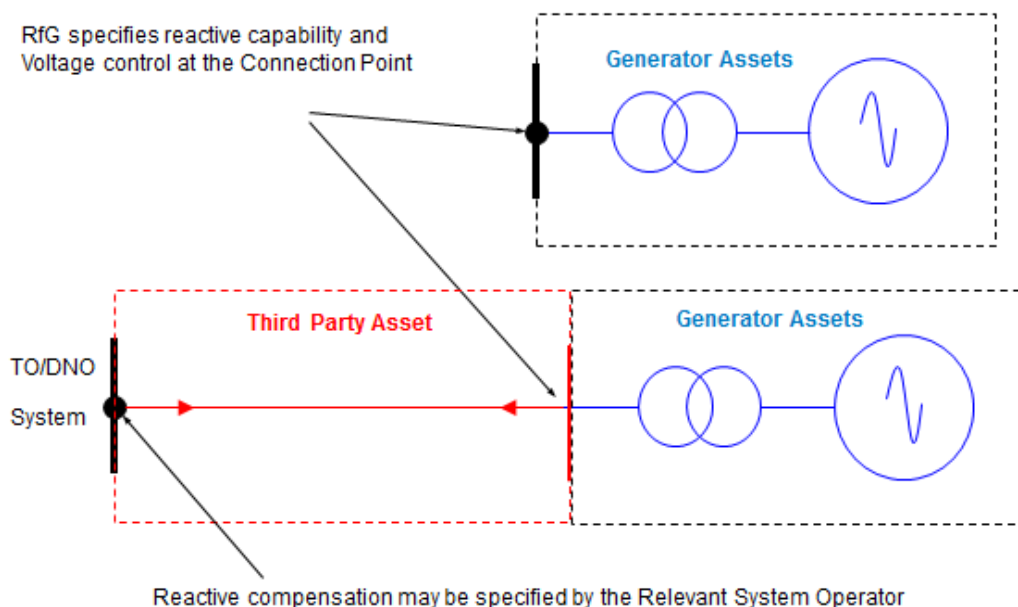 RfG specifies reactive capability and
Voltage control at the Connection Point
Generator Assets
Third Party Asset
Generator Assets
TO/DNO
System
Reactive compensation may be specified by the Relevant System Operator